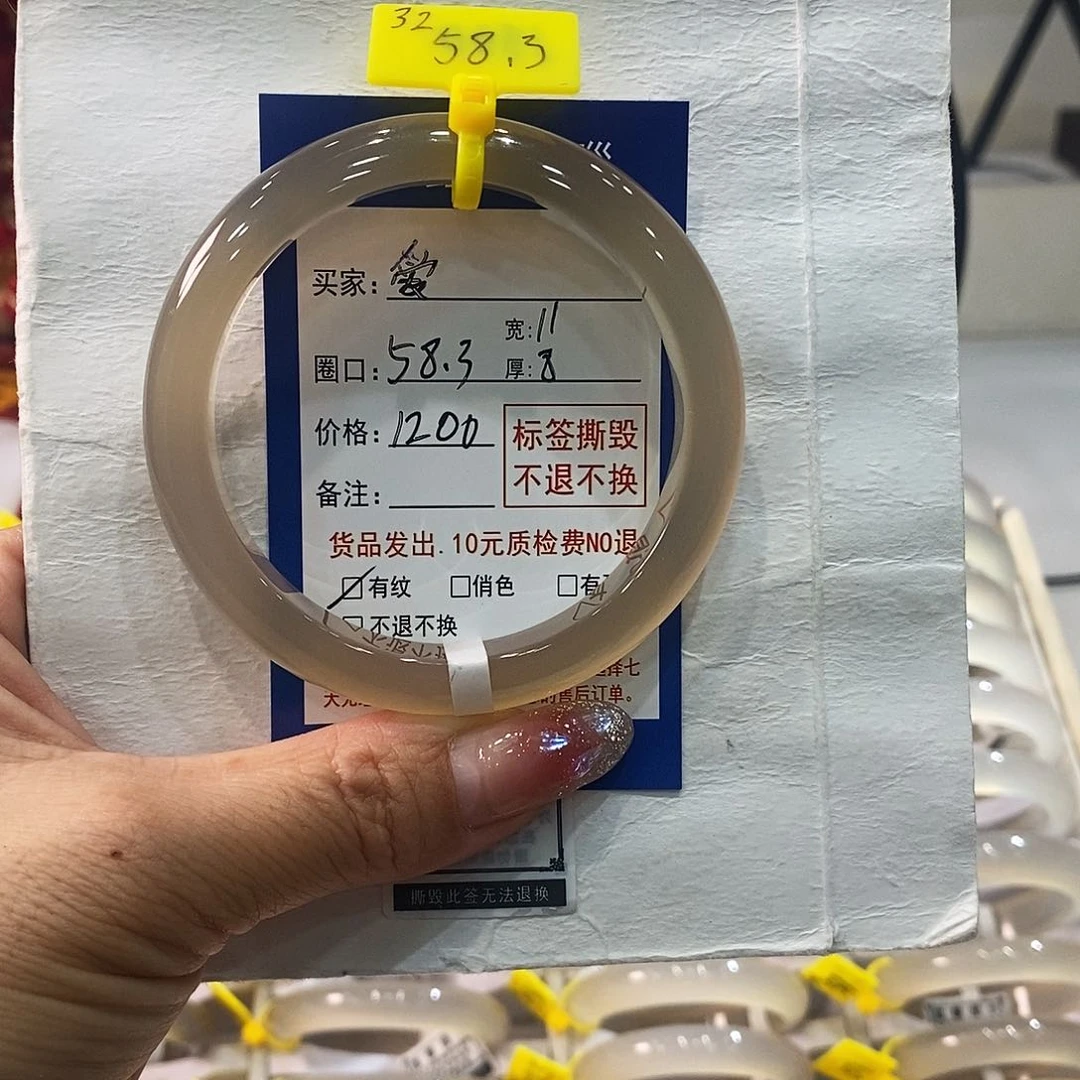 32 58.3
买家：
宽:11
圈口：58.3 厚:8
价格：1200
标签撕毁
不退不换
备注：
货品发出.10元质检费NO退
有纹 俏色
不退不换
撕毁此签无法退换